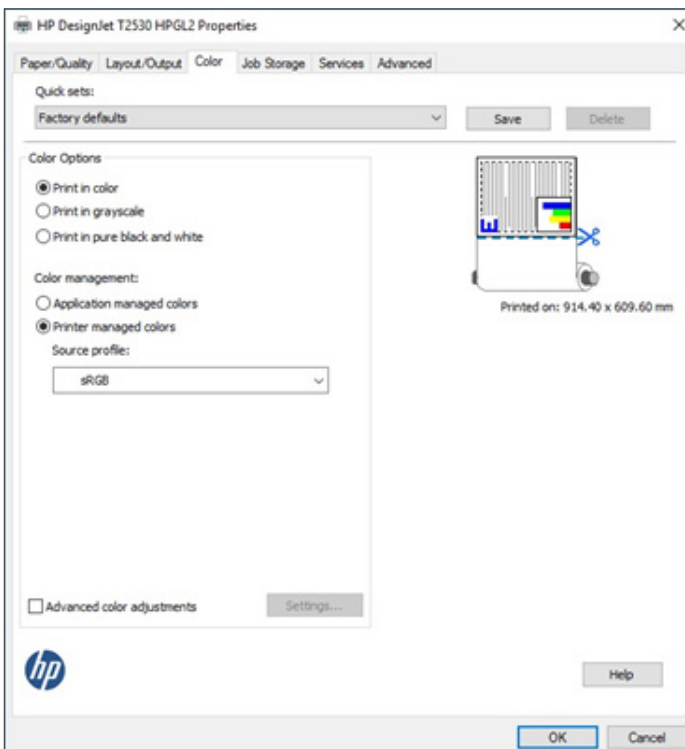 HP DesignJet T2530 HPGL2 Properties
Paper/Quality Layout/Output Color Job Storage Services Advanced
Quick sets:
Factory defaults Save Delete
Color Options
Print in color
Print in grayscale
Print in pure black and white
Color management:
Application managed colors
Printer managed colors
Source profile:
sRGB
E
Printed on: 914.40 x 609.60 mm
Advanced color adjustments Settings...
hp
Help
OK Cancel